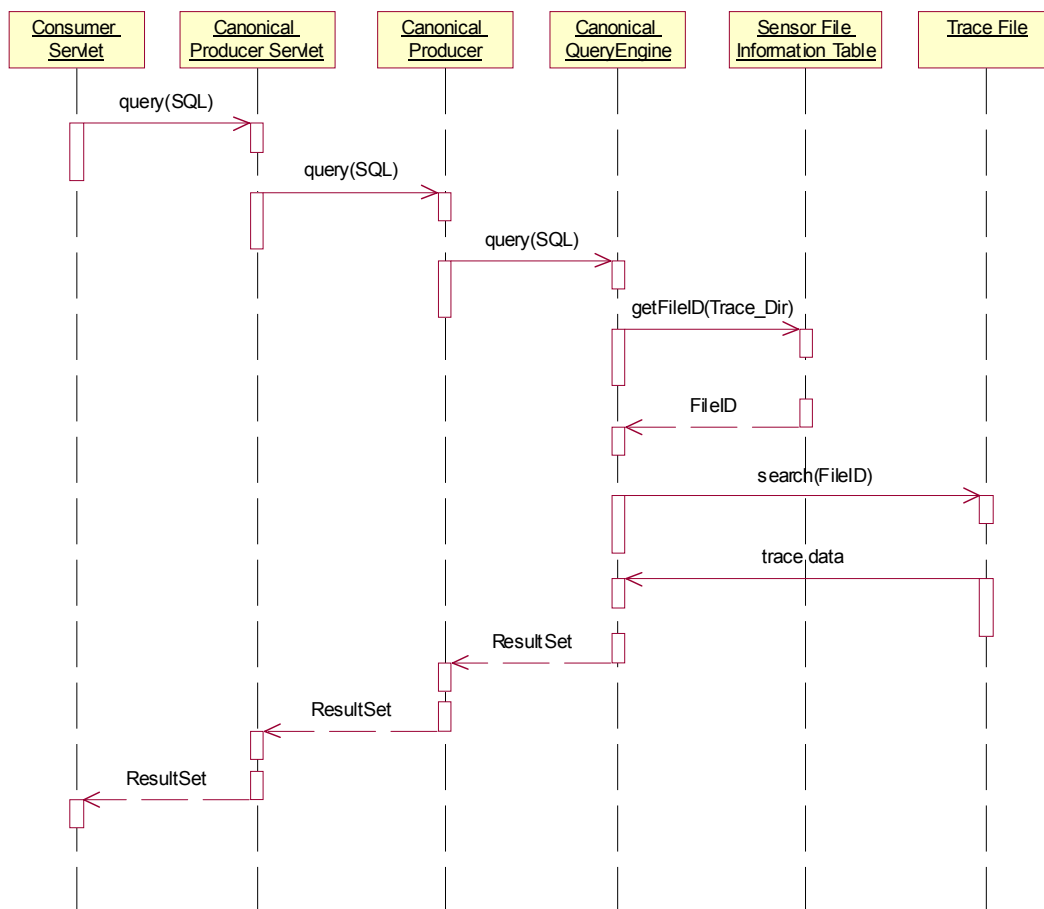 Consumer
Servlet
Canonical
Producer Servlet
Canonical
Producer
Canonical
QueryEngine
Sensor File
Information Table
Trace File
query(SQL)
query(SQL)
query(SQL)
getFileID(Trace_Dir)
FileID
search(FileID)
trace data
ResultSet
ResultSet
ResultSet